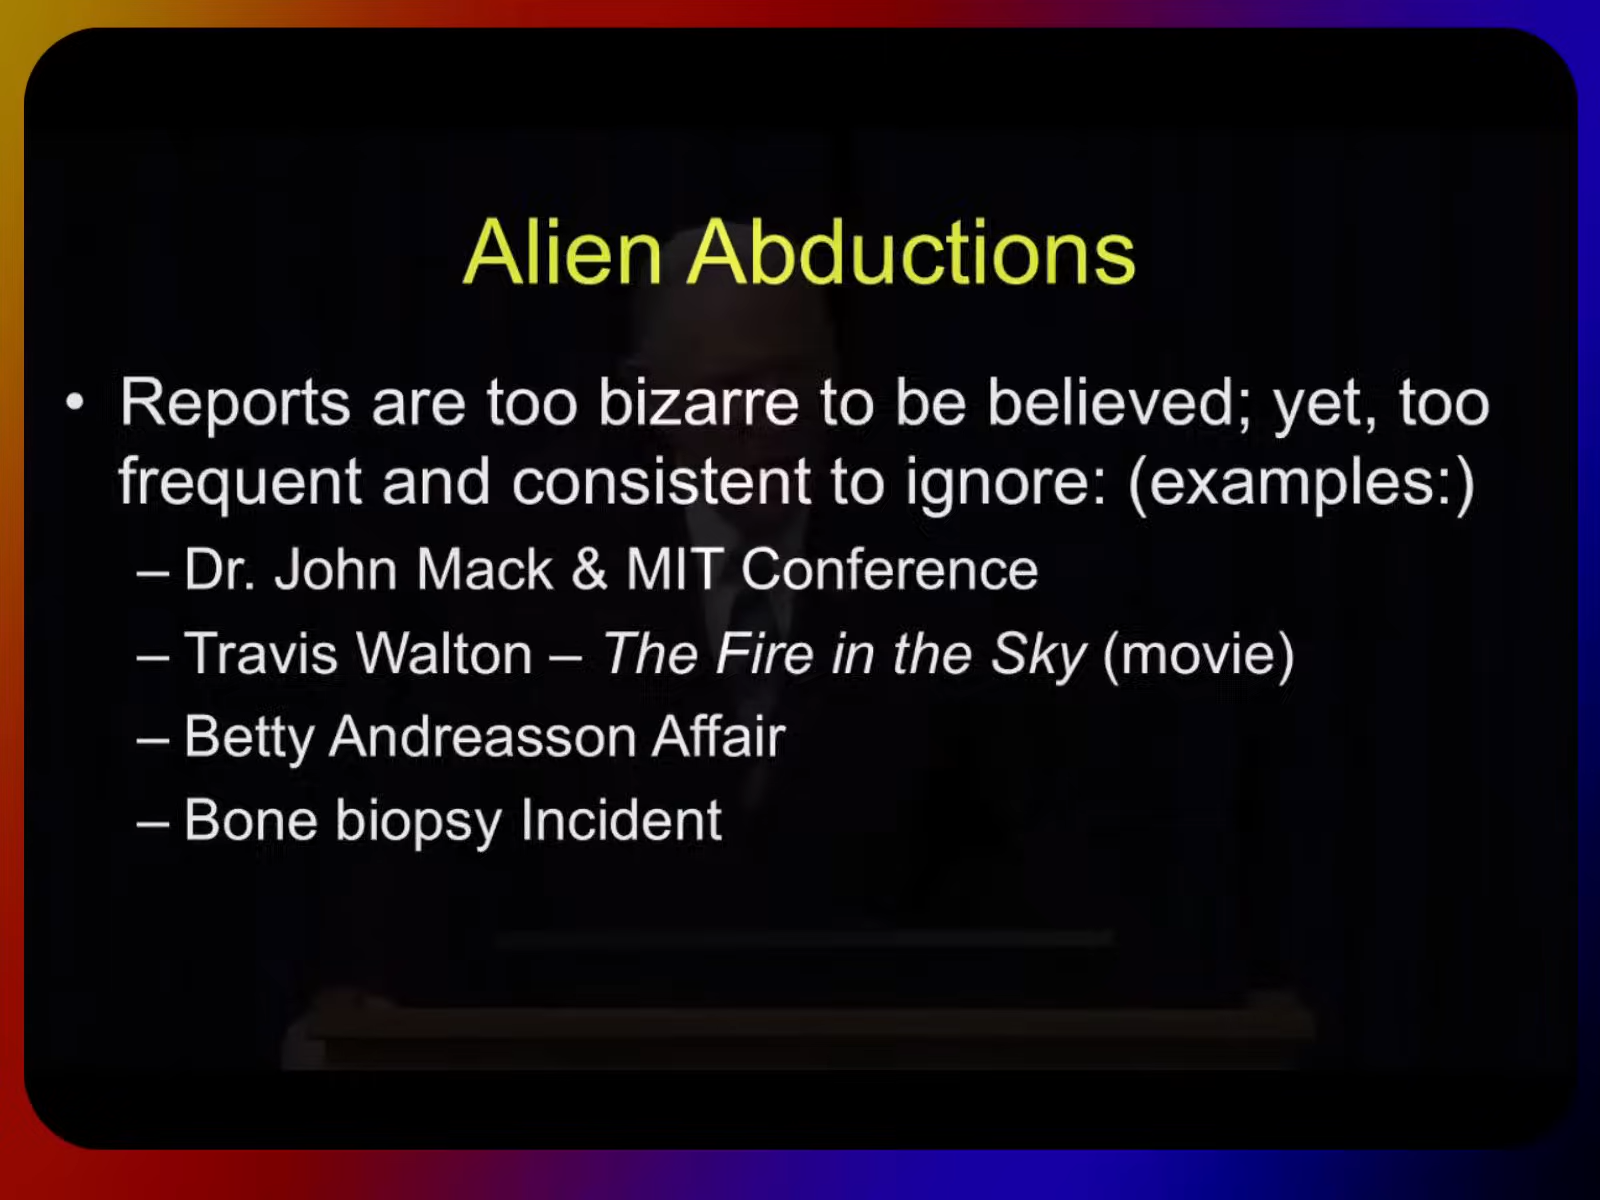 Alien Abductions
• Reports are too bizarre to be believed; yet, too
frequent and consistent to ignore: (examples:)
– Dr. John Mack & MIT Conference
– Travis Walton – The Fire in the Sky (movie)
– Betty Andreasson Affair
– Bone biopsy Incident